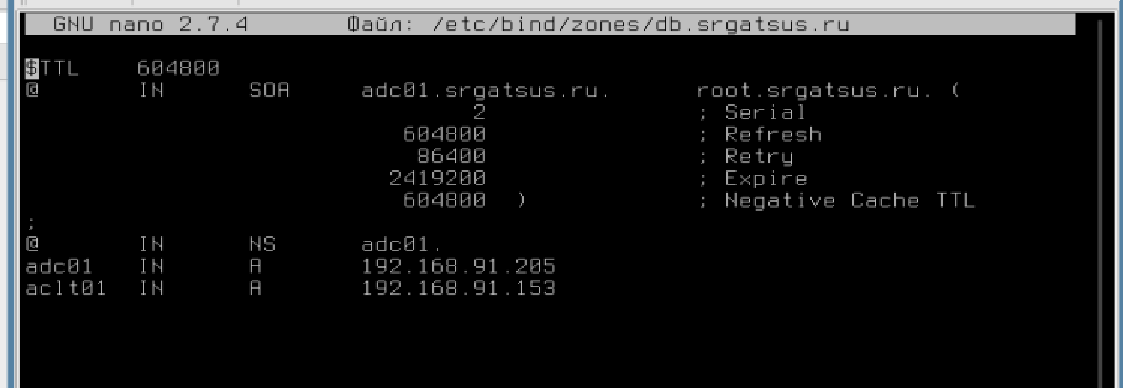 GNU nano 2.7.4 Файл: /etc/bind/zones/db.srgatsus.ru
$TTL 604800
@ IN SOA adc01.srgatsus.ru. root.srgatsus.ru. (
2 ; Serial
604800 ; Refresh
86400 ; Retry
2419200 ; Expire
604800 ) ; Negative Cache TTL
;
@ IN NS adc01.
adc01 IN A 192.168.91.205
aclt01 IN A 192.168.91.153